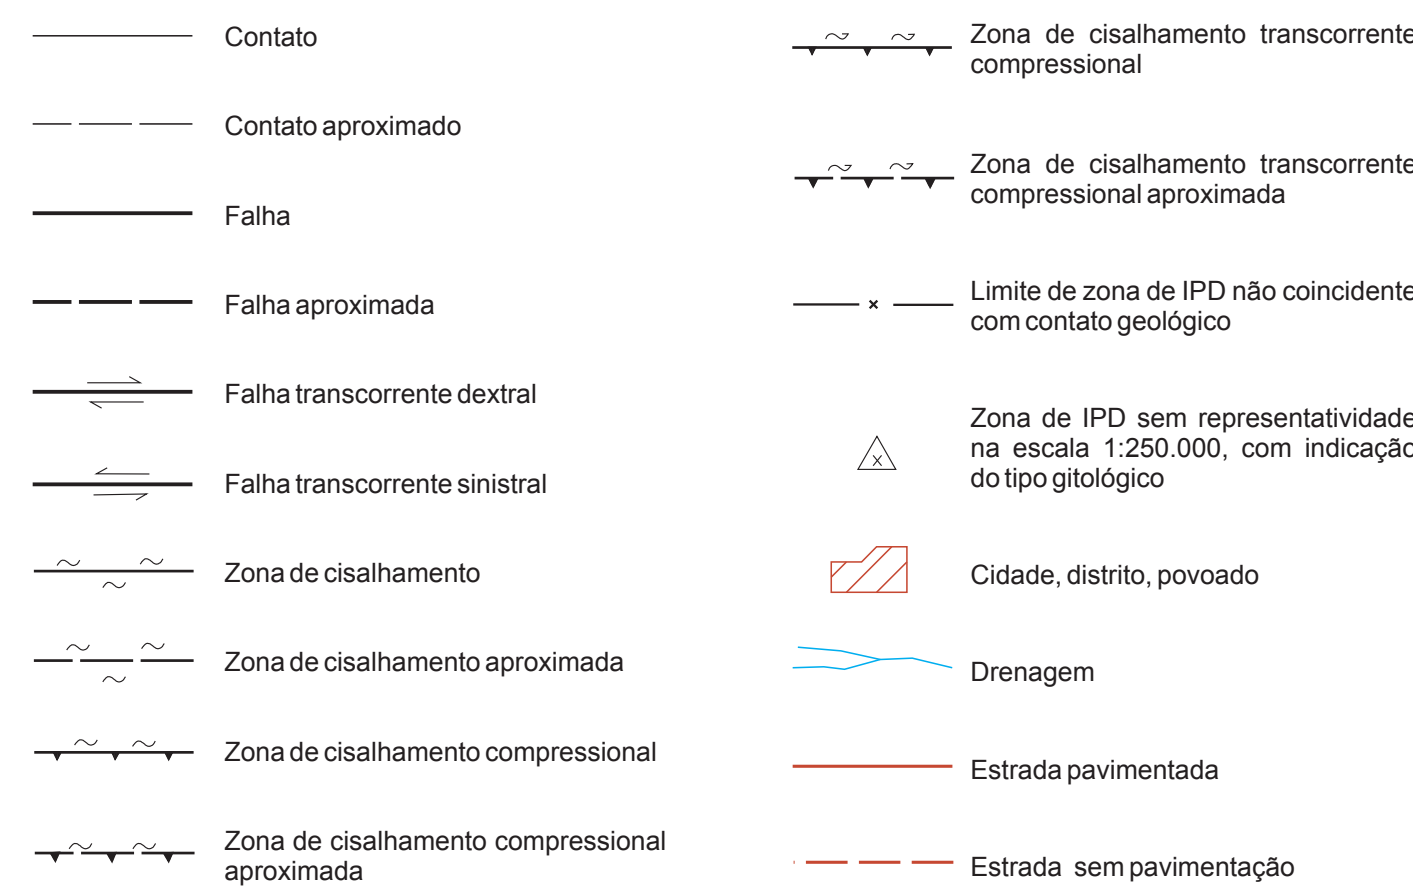 Contato
Contato aproximado
Falha
Falha aproximada
Falha transcorrente dextral
Falha transcorrente sinistral
Zona de cisalhamento
Zona de cisalhamento aproximada
Zona de cisalhamento compressional
Zona de cisalhamento compressional
aproximada
Zona de cisalhamento transcorrente
compressional
Zona de cisalhamento transcorrente
compressional aproximada
Limite de zona de IPD não coincidente
com contato geológico
Zona de IPD sem representatividade
na escala 1:250.000, com indicação
do tipo gitológico
x
Cidade, distrito, povoado
Drenagem
Estrada pavimentada
Estrada sem pavimentação